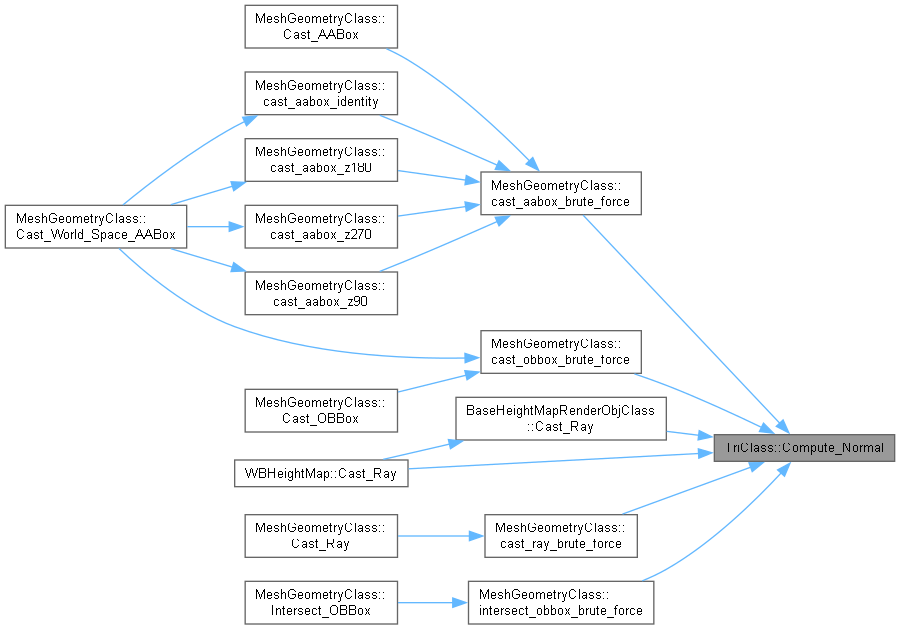 MeshGeometryClass::
Cast_AABox
MeshGeometryClass::
cast_aabox_identity
MeshGeometryClass::
cast_aabox_z180
MeshGeometryClass::
cast_aabox_brute_force
MeshGeometryClass::
Cast_World_Space_AABox
MeshGeometryClass::
cast_aabox_z270
MeshGeometryClass::
cast_aabox_z90
MeshGeometryClass::
cast_obbox_brute_force
MeshGeometryClass::
Cast_OBBox
BaseHeightMapRenderObjClass
::Cast_Ray
TriClass::Compute_Normal
WBHeightMap::Cast_Ray
MeshGeometryClass::
Cast_Ray
MeshGeometryClass::
cast_ray_brute_force
MeshGeometryClass::
Intersect_OBBox
MeshGeometryClass::
intersect_obbox_brute_force